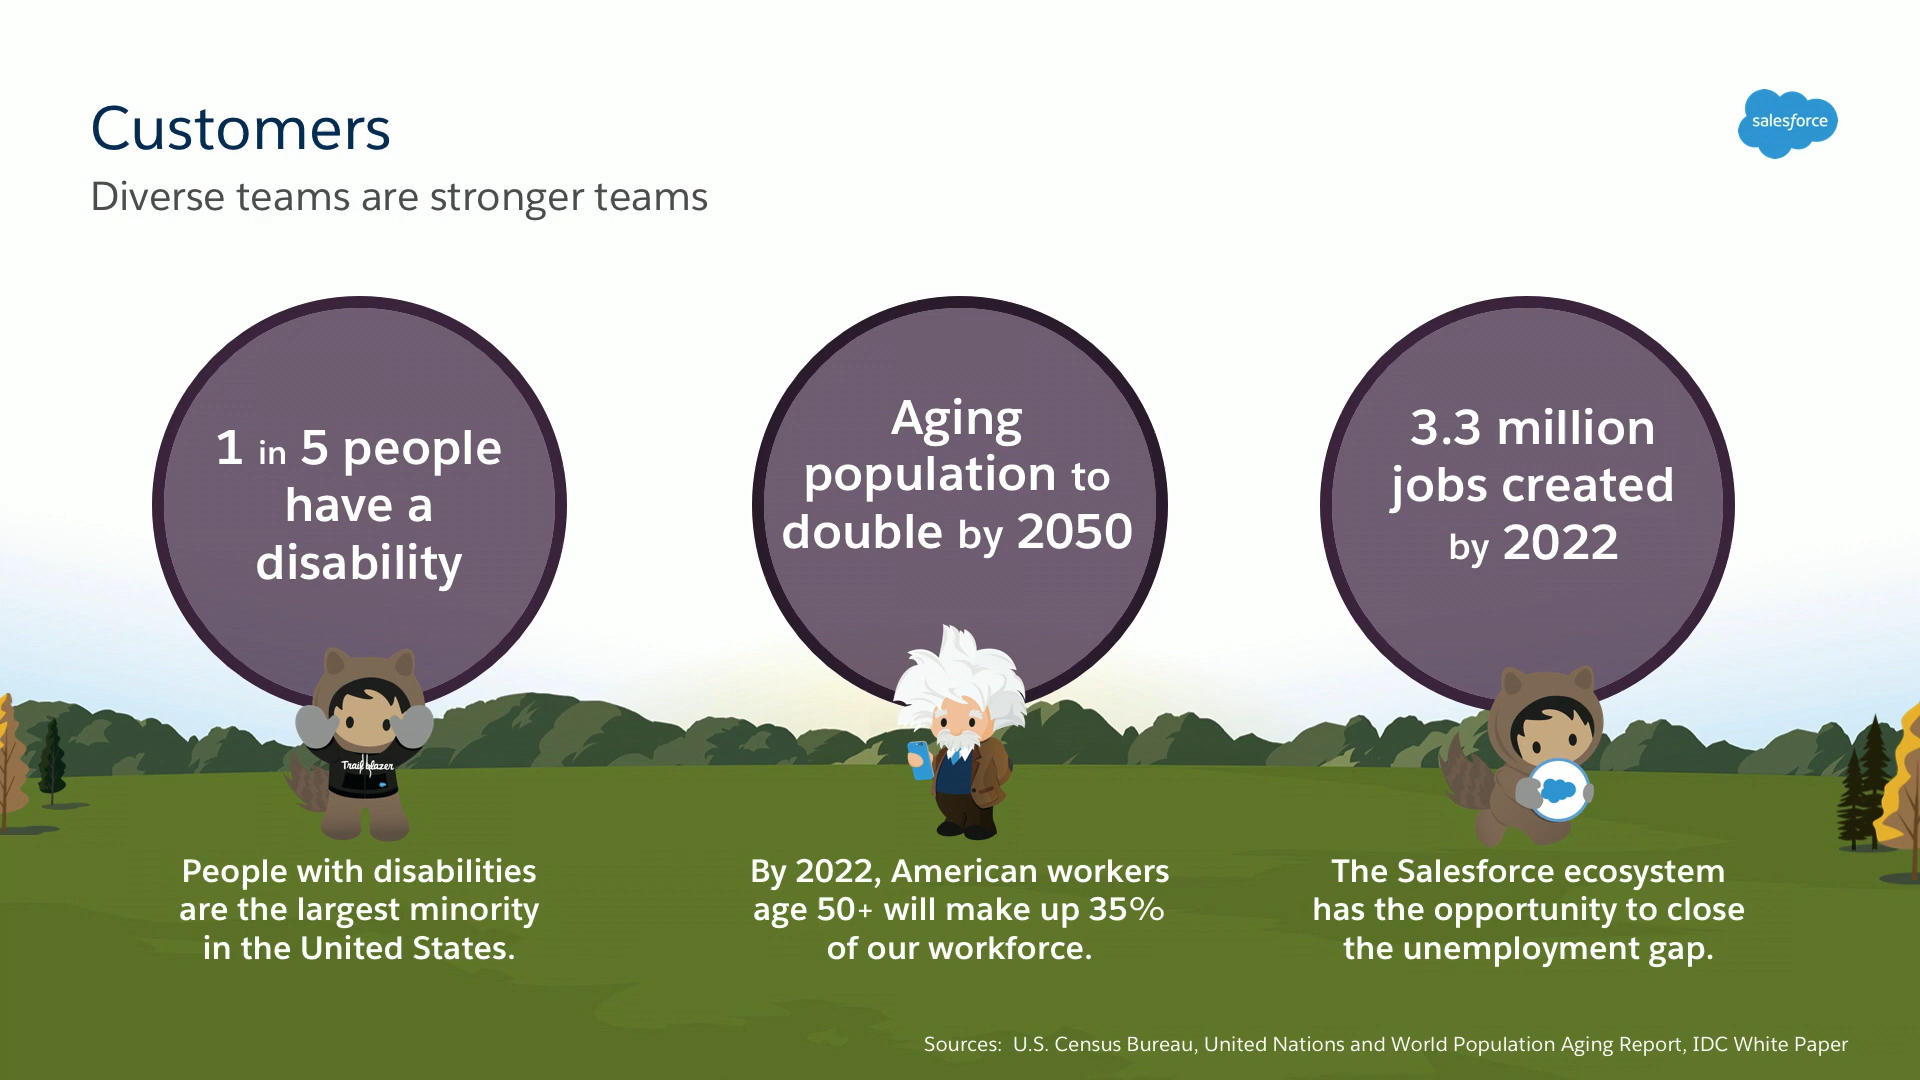 Customers
salesforce
Diverse teams are stronger teams
1 in 5 people
have a
disability
Aging
population to
double by 2050
3.3 million
jobs created
by 2022
Trailblazer
People with disabilities
are the largest minority
in the United States.
By 2022, American workers
age 50+ will make up 35%
of our workforce.
The Salesforce ecosystem
has the opportunity to close
the unemployment gap.
Sources: U.S. Census Bureau, United Nations and World Population Aging Report, IDC White Paper